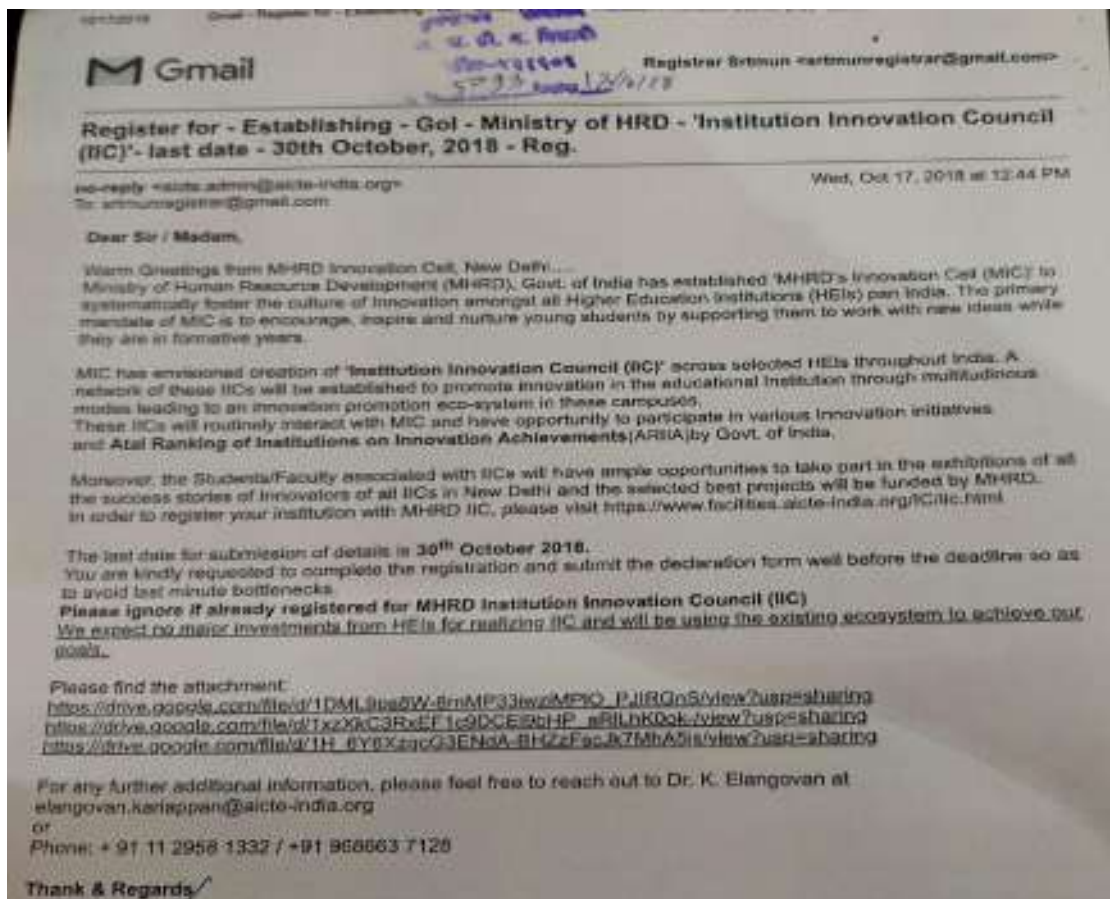 10/17/2018 Gmail - Register for - Establishing -
Gmail
Registrar Srtmun <srtmunregistrar@gmail.com>
Register for - Establishing - GoI - Ministry of HRD - 'Institution Innovation Council
(IIC)'- last date - 30th October, 2018 - Reg.
no-reply <aicte.admin@aicte-india.org>
Wed, Oct 17, 2018 at 12:44 PM
To: srtmunregistrar@gmail.com
Dear Sir / Madam,
Warm Greetings from MHRD Innovation Cell, New Delhi....
Ministry of Human Resource Development (MHRD), Govt. of India has established 'MHRD's Innovation Cell (MIC)' to
systematically foster the culture of Innovation amongst all Higher Education Institutions (HEIs) pan India. The primary
mandate of MIC is to encourage, inspire and nurture young students by supporting them to work with new ideas while
they are in formative years.
MIC has envisioned creation of 'Institution Innovation Council (IIC)' across selected HEIs throughout India. A
network of these IICs will be established to promote innovation in the educational Institution through multitudinous
modes leading to an innovation promotion eco-system in these campuses.
These IICs will routinely interact with MIC and have opportunity to participate in various Innovation initiatives
and Atal Ranking of Institutions on Innovation Achievements(ARIIA)by Govt. of India.
Moreover, the Students/Faculty associated with IICs will have ample opportunities to take part in the exhibitions of all
the success stories of Innovators of all IICs in New Delhi and the selected best projects will be funded by MHRD.
In order to register your institution with MHRD IIC, please visit https://www.facilities.aicte-india.org/IC/iic.html
The last date for submission of details is 30th October 2018.
You are kindly requested to complete the registration and submit the declaration form well before the deadline so as
to avoid last minute bottlenecks.
Please ignore if already registered for MHRD Institution Innovation Council (IIC)
We expect no major investments from HEIs for realizing IIC and will be using the existing ecosystem to achieve our
goals.
Please find the attachment:
For any further additional information, please feel free to reach out to Dr. K. Elangovan at
elangovan.kariappan@aicte-india.org
or
Phone: + 91 11 2958 1332 / +91 968663 7128
Thank & Regards